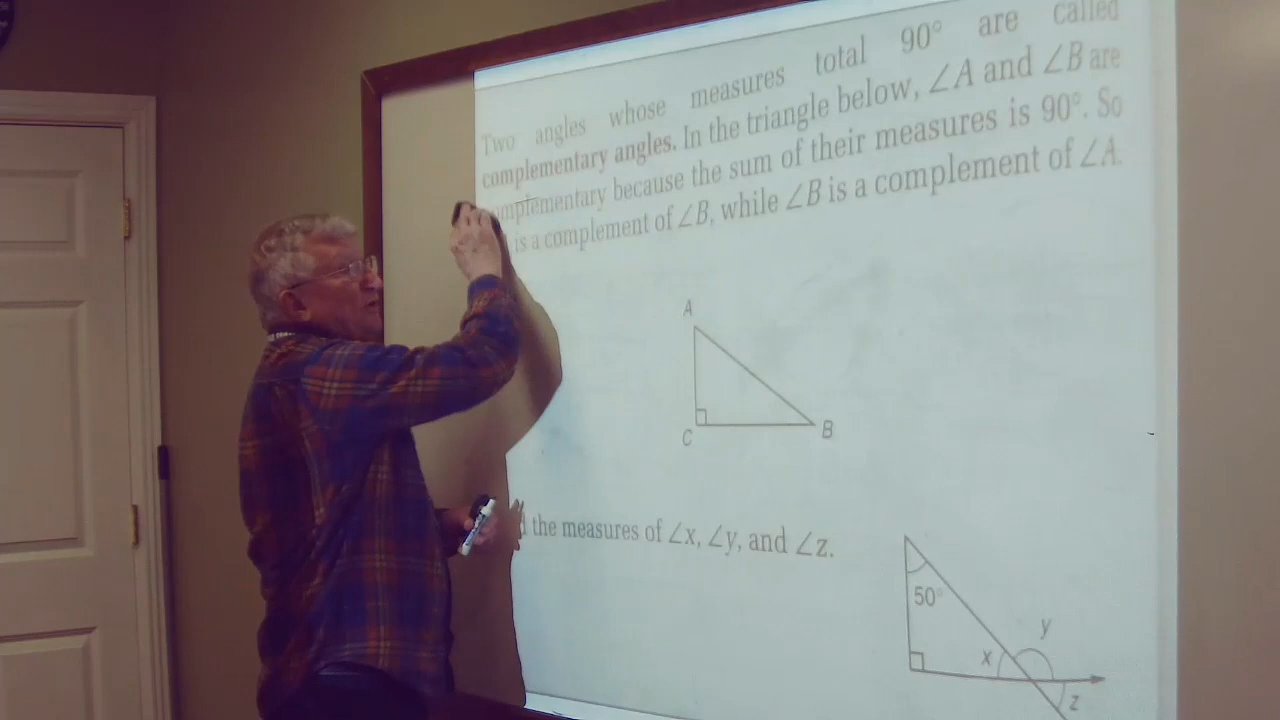 Two angles whose measures total 90° are called
complementary angles. In the triangle below, ∠A and ∠B are
complementary because the sum of their measures is 90°. So
is a complement of ∠B, while ∠B is a complement of ∠A.
A
C
B
the measures of ∠x, ∠y, and ∠z.
50°
y
x
z